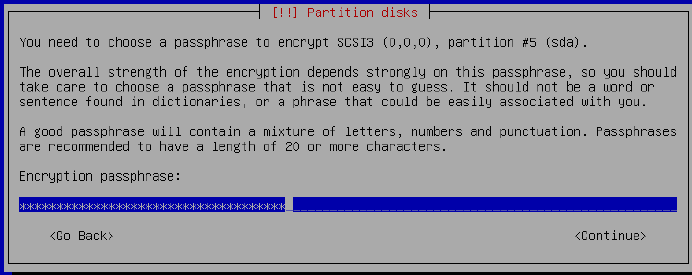 [!!] Partition disks
You need to choose a passphrase to encrypt SCSI3 (0,0,0), partition #5 (sda).
The overall strength of the encryption depends strongly on this passphrase, so you should
take care to choose a passphrase that is not easy to guess. It should not be a word or
sentence found in dictionaries, or a phrase that could be easily associated with you.
A good passphrase will contain a mixture of letters, numbers and punctuation. Passphrases
are recommended to have a length of 20 or more characters.
Encryption passphrase:
************************************
<Go Back> <Continue>